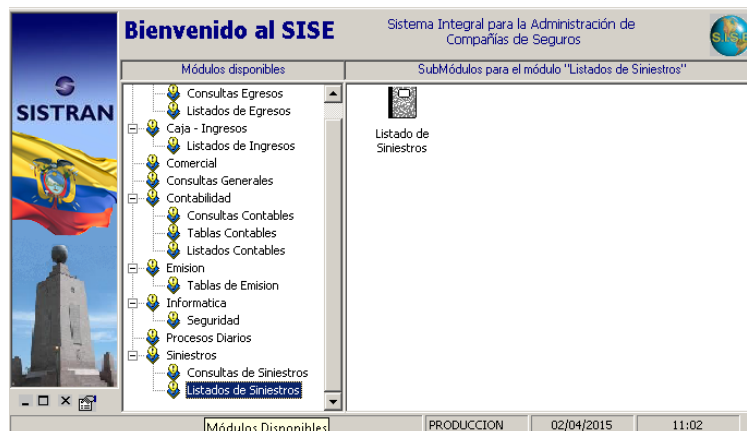 Bienvenido al SISE
Sistema Integral para la Administración de
Compañías de Seguros
S.I.S.E
SISTRAN
Módulos disponibles
SubMódulos para el módulo "Listados de Siniestros"
Consultas Egresos
Listados de Egresos
Caja - Ingresos
Listados de Ingresos
Comercial
Consultas Generales
Contabilidad
Consultas Contables
Tablas Contables
Listados Contables
Emision
Tablas de Emision
Informatica
Seguridad
Procesos Diarios
Siniestros
Consultas de Siniestros
Listados de Siniestros
Listado de
Siniestros
Módulos Disponibles
PRODUCCION
02/04/2015
11:02